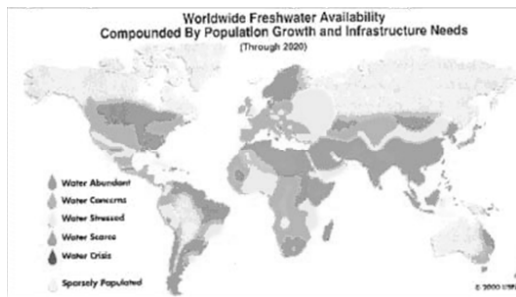 Worldwide Freshwater Availability
Compounded By Population Growth and Infrastructure Needs
(Through 2020)
Water Abundant
Water Concerns
Water Stressed
Water Scarce
Water Crisis
Sparsely Populated
© 2000